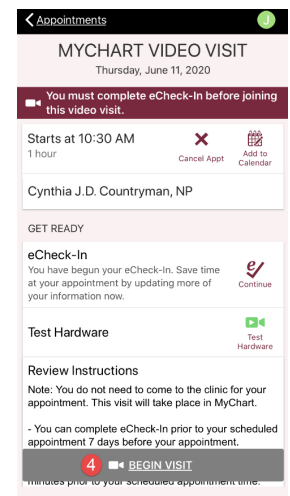 Appointments
J
MYCHART VIDEO VISIT
Thursday, June 11, 2020
You must complete eCheck-In before joining
this video visit.
Starts at 10:30 AM
1 hour
Cancel Appt
Add to
Calendar
Cynthia J.D. Countryman, NP
GET READY
eCheck-In
You have begun your eCheck-In. Save time
at your appointment by updating more of
your information now.
Continue
Test Hardware
Test
Hardware
Review Instructions
Note: You do not need to come to the clinic for your
appointment. This visit will take place in MyChart.
- You can complete eCheck-In prior to your scheduled
appointment 7 days before your appointment.
4 BEGIN VISIT
minutes prior to your scheduled appointment time.